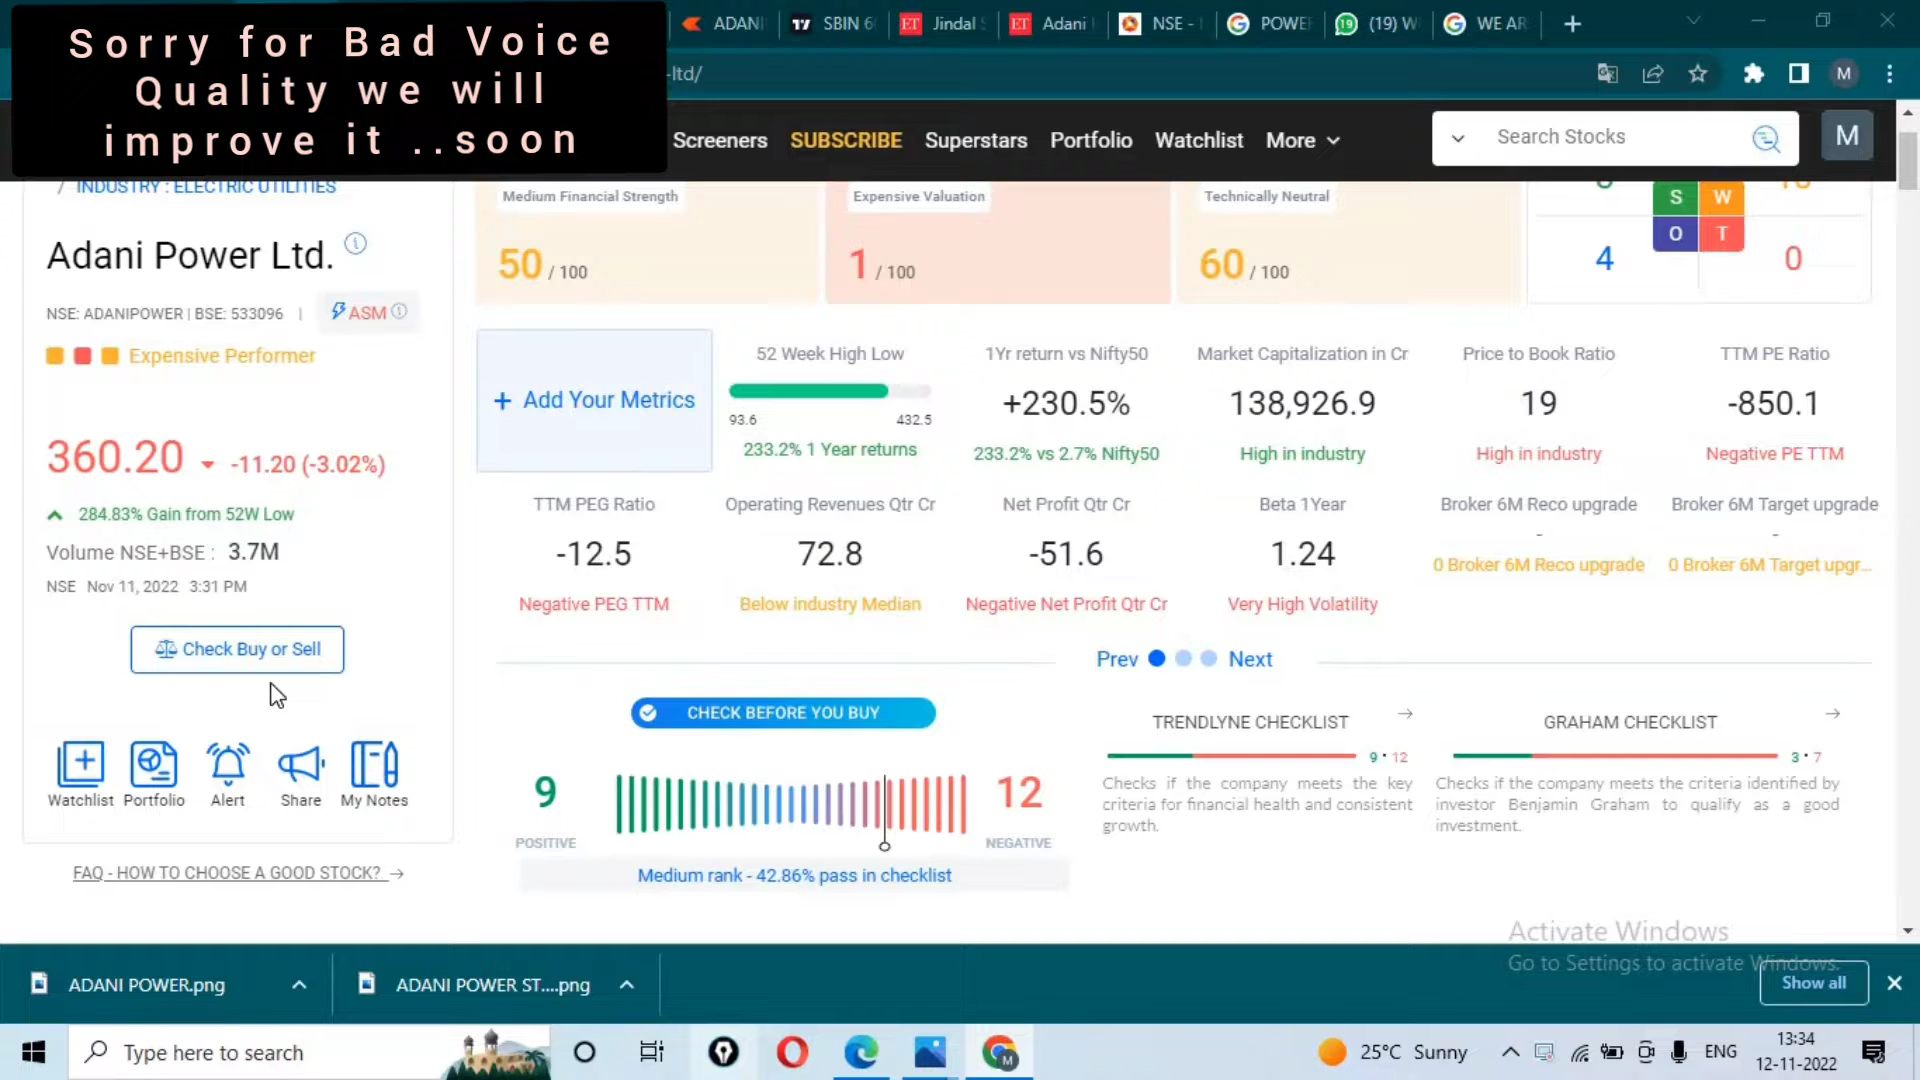 Sorry for Bad Voice
Quality we will
improve it ..soon
ADANI
SBIN 6
Jindal S
Adani
NSE -
POWE
(19) W
WE AR
-ltd/
M
Screeners SUBSCRIBE Superstars Portfolio Watchlist More
Search Stocks
M
/ INDUSTRY : ELECTRIC UTILITIES
Adani Power Ltd.
NSE: ADANIPOWER | BSE: 533096 | ASM
Expensive Performer
360.20 -11.20 (-3.02%)
284.83% Gain from 52W Low
Volume NSE+BSE : 3.7M
NSE Nov 11, 2022 3:31 PM
Check Buy or Sell
Watchlist Portfolio Alert Share My Notes
FAQ - HOW TO CHOOSE A GOOD STOCK?
Medium Financial Strength
50 / 100
Expensive Valuation
1 / 100
Technically Neutral
60 / 100
S W
O T
4 0
+ Add Your Metrics
52 Week High Low
93.6 432.5
233.2% 1 Year returns
1Yr return vs Nifty50
+230.5%
233.2% vs 2.7% Nifty50
Market Capitalization in Cr
138,926.9
High in industry
Price to Book Ratio
19
High in industry
TTM PE Ratio
-850.1
Negative PE TTM
TTM PEG Ratio
-12.5
Negative PEG TTM
Operating Revenues Qtr Cr
72.8
Below industry Median
Net Profit Qtr Cr
-51.6
Negative Net Profit Qtr Cr
Beta 1Year
1.24
Very High Volatility
Broker 6M Reco upgrade
-
0 Broker 6M Reco upgrade
Broker 6M Target upgrade
-
0 Broker 6M Target upgr...
Prev Next
CHECK BEFORE YOU BUY
9
POSITIVE
12
NEGATIVE
Medium rank - 42.86% pass in checklist
TRENDLYNE CHECKLIST
9 • 12
Checks if the company meets the key
criteria for financial health and consistent
growth.
GRAHAM CHECKLIST
3 • 7
Checks if the company meets the criteria identified by
investor Benjamin Graham to qualify as a good
investment.
Activate Windows
Go to Settings to activate Windows.
ADANI POWER.png
ADANI POWER ST....png
Show all
Type here to search
25°C Sunny
ENG
13:34
12-11-2022